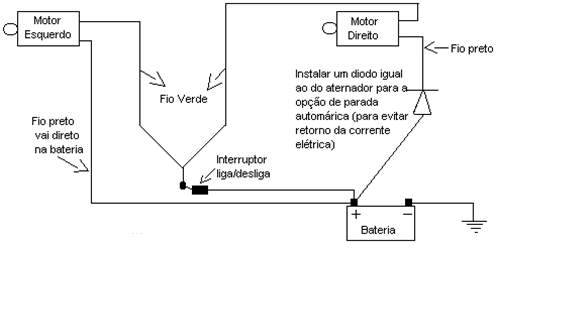 Motor
Esquerdo
Motor
Direito
Fio preto
Fio Verde
Instalar um diodo igual
ao do aternador para a
opção de parada
automárica (para evitar
retorno da corrente
elétrica)
Fio preto
vai direto
na bateria
Interruptor
liga/desliga
+ −
Bateria